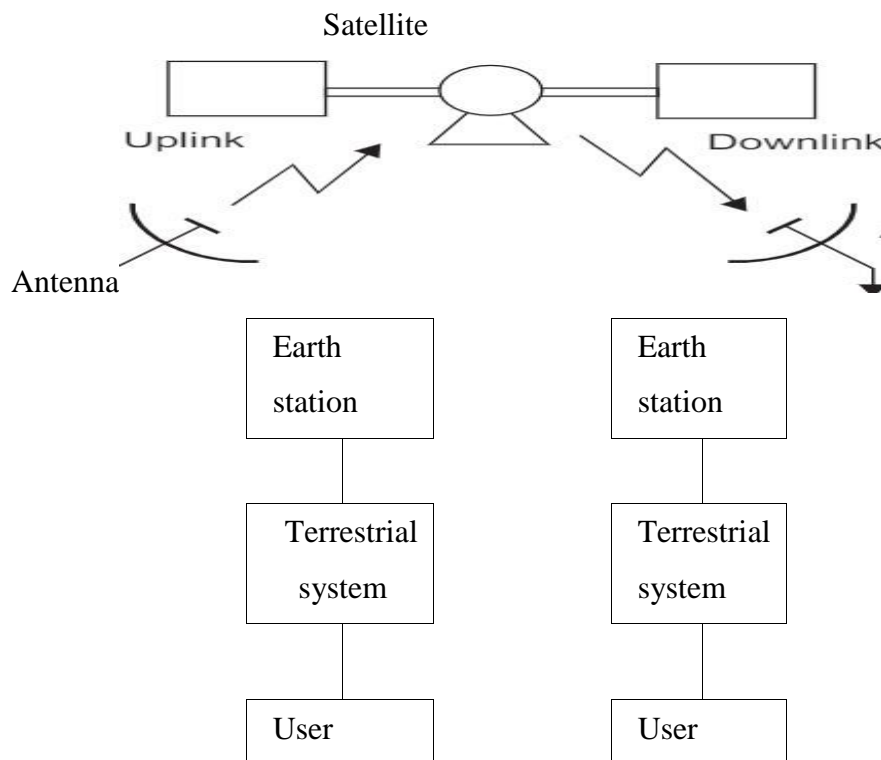 Satellite
Uplink
Downlink
Antenna
Earth
station
Earth
station
Terrestrial
system
Terrestrial
system
User
User